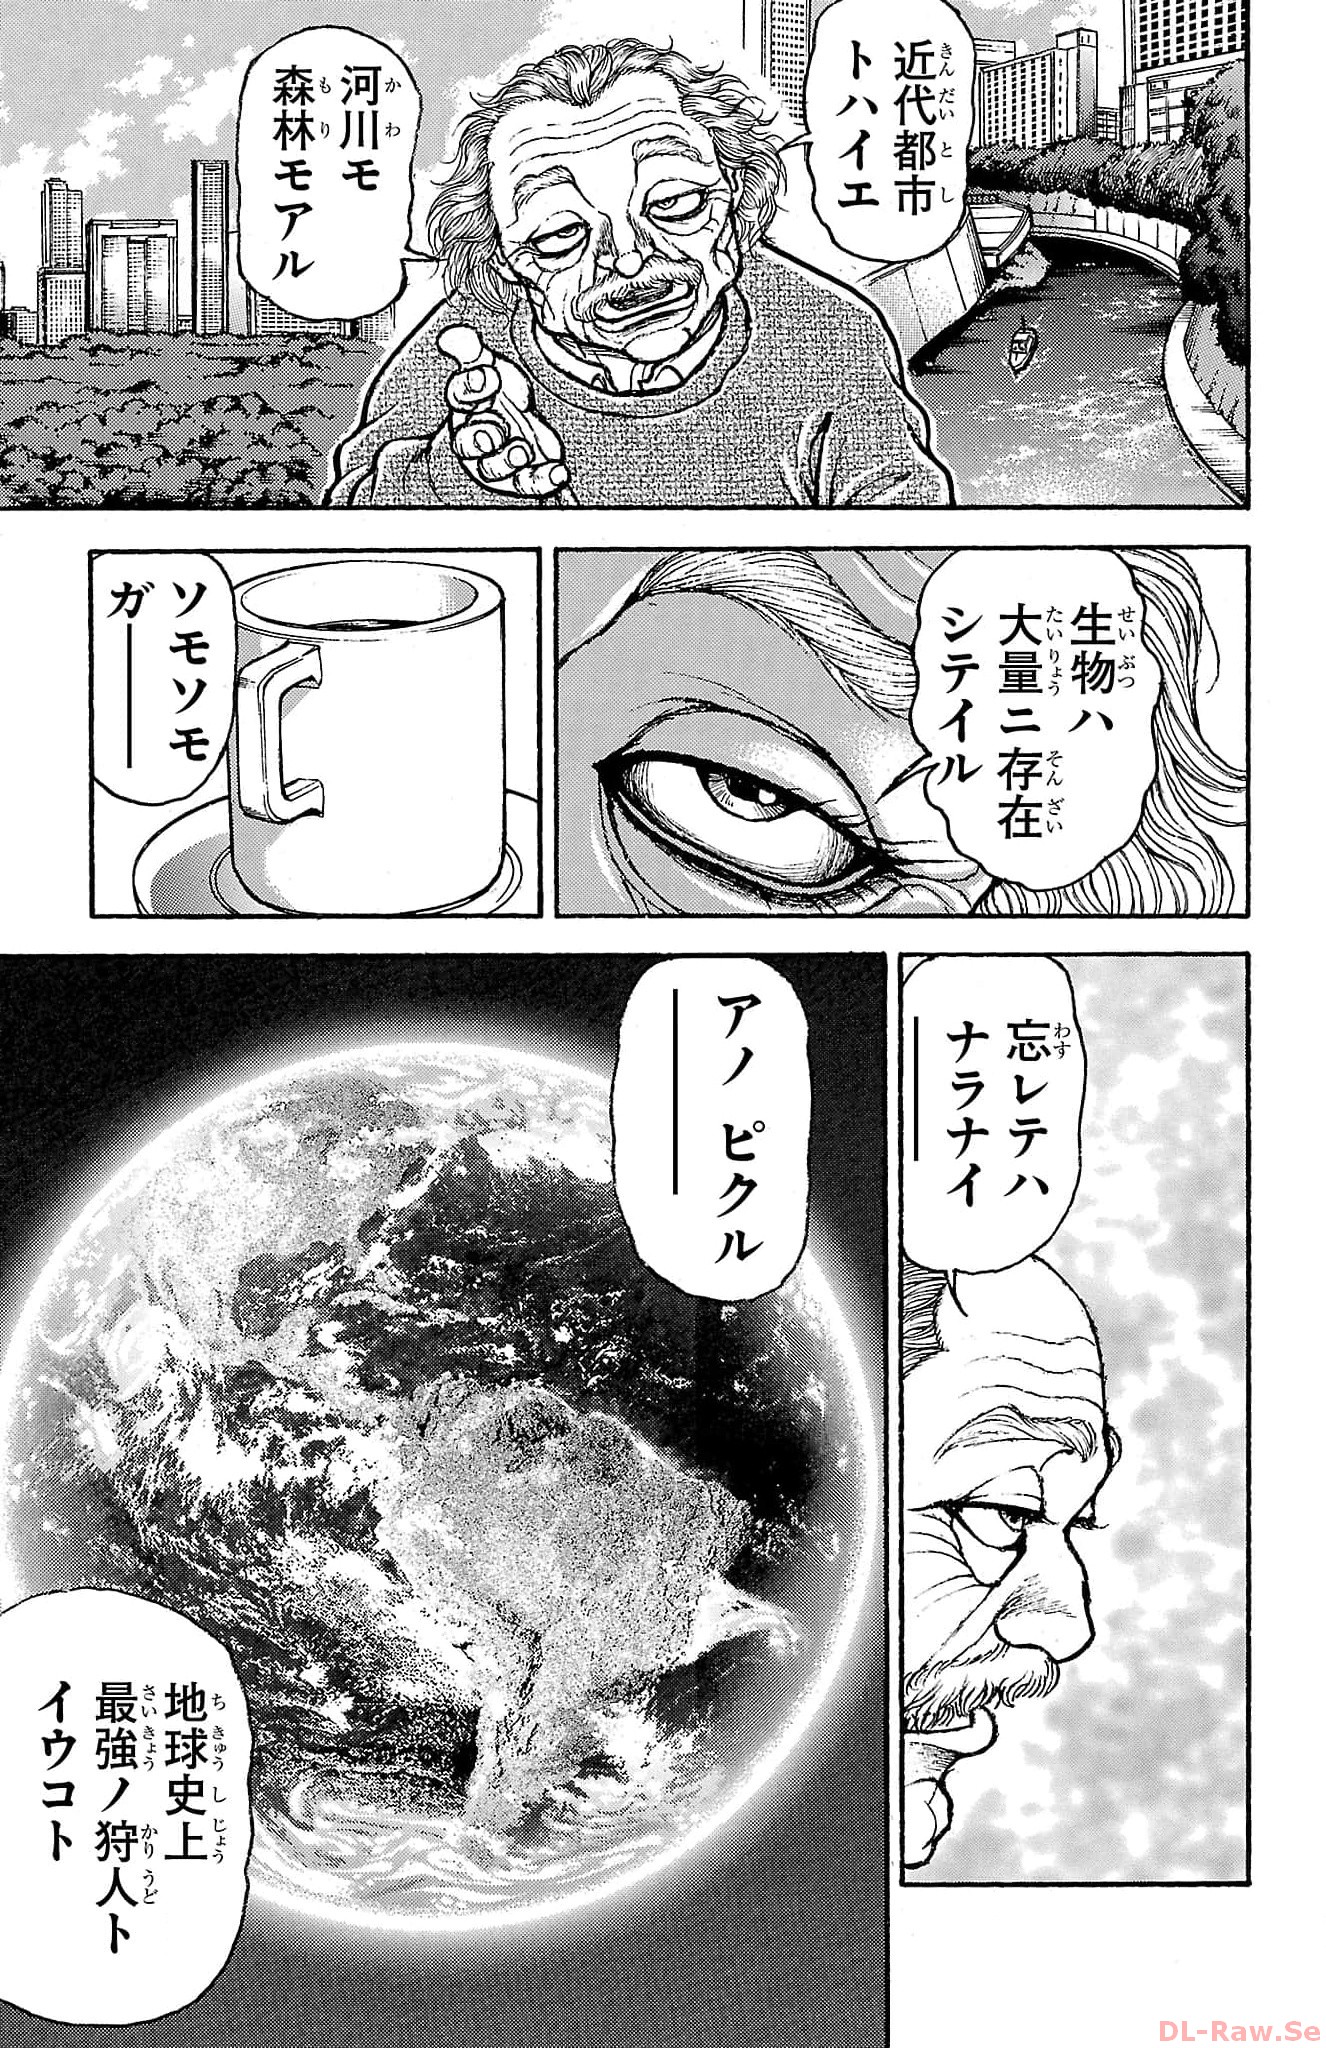 近代都市
トハイエ
河川モ
森林モアル
生物ハ
大量ニ存在
シテイル
ソモソモ
ガ――
忘レテハ
ナラナイ
――
アノ ピクル
――
地球史上
最強ノ狩人ト
イウコト
DL-Raw.Se